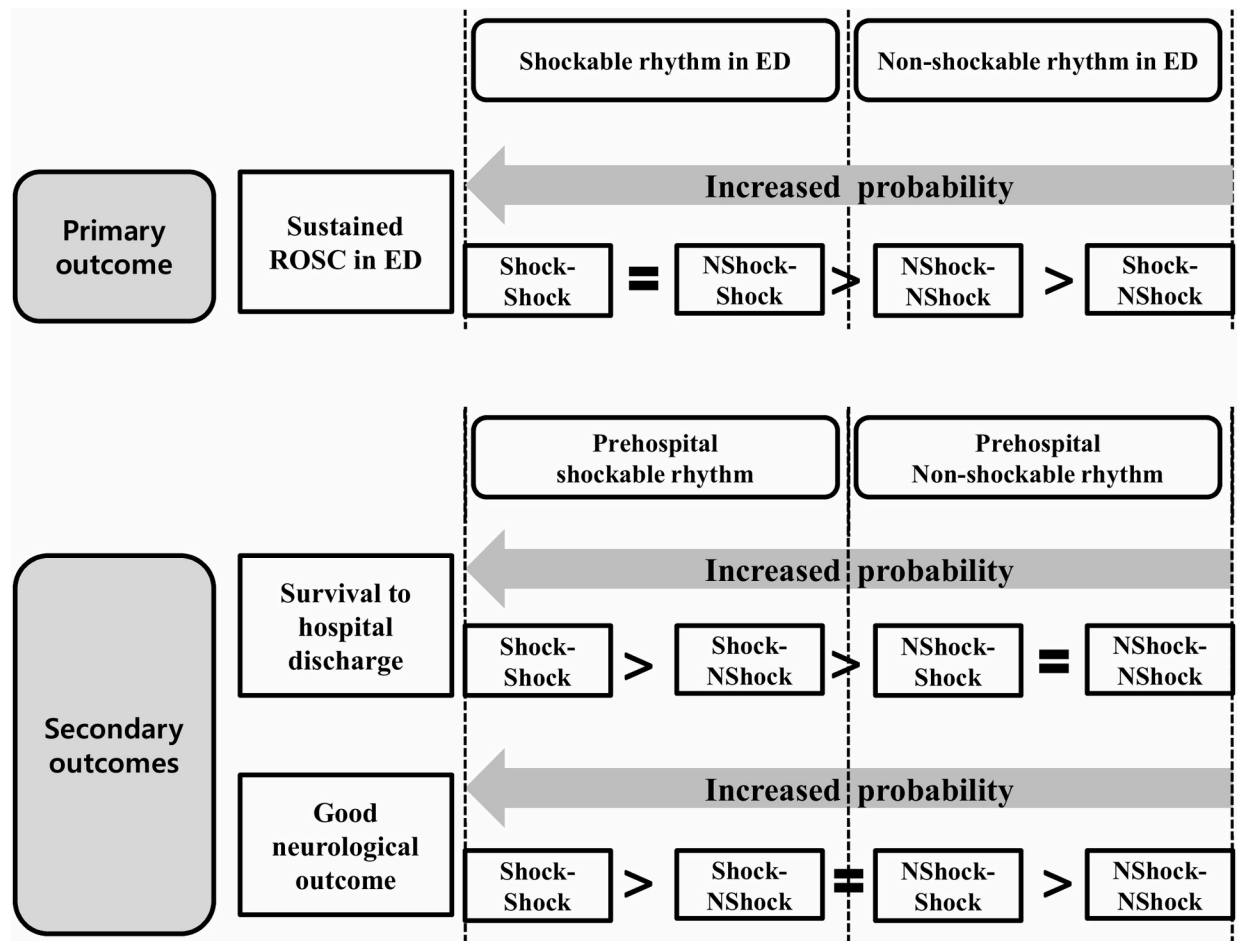 Shockable rhythm in ED
Non-shockable rhythm in ED
Primary
outcome
Sustained
ROSC in ED
Increased probability
Shock-
Shock
=
NShock-
Shock
>
NShock-
NShock
>
Shock-
NShock
Prehospital
shockable rhythm
Prehospital
Non-shockable rhythm
Secondary
outcomes
Survival to
hospital
discharge
Increased probability
Shock-
Shock
>
Shock-
NShock
>
NShock-
Shock
=
NShock-
NShock
Good
neurological
outcome
Increased probability
Shock-
Shock
>
Shock-
NShock
=
NShock-
Shock
>
NShock-
NShock